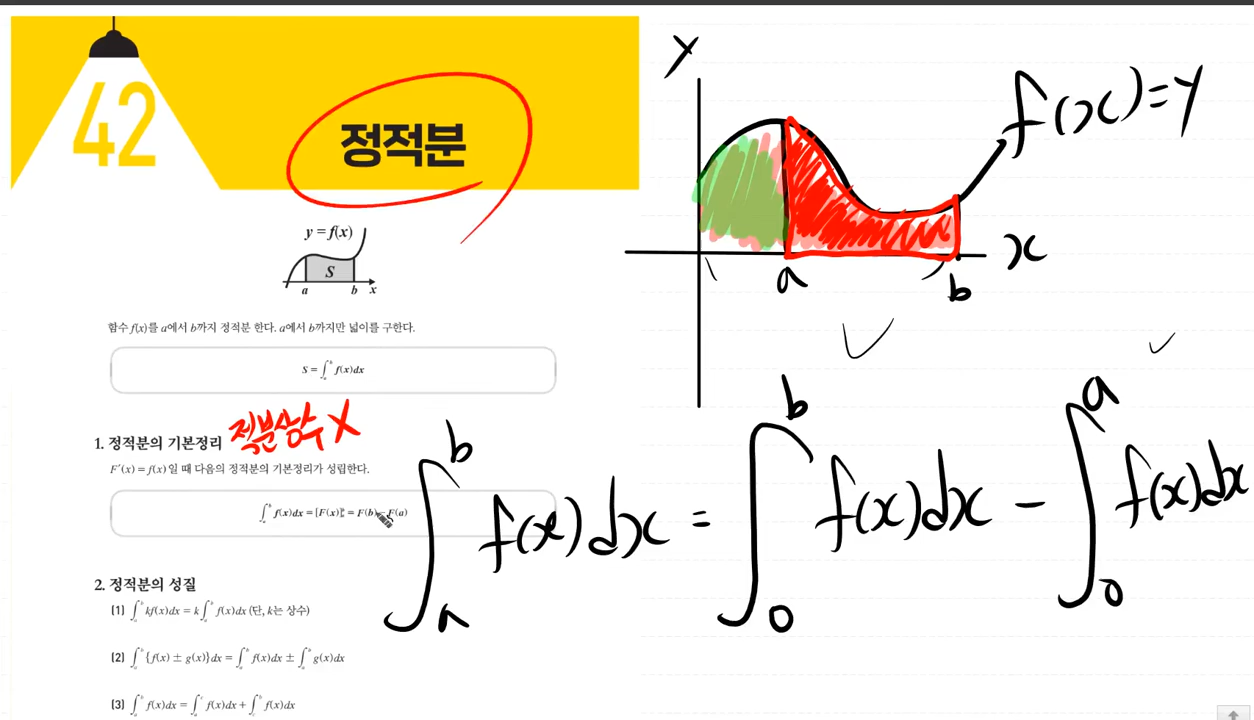 42
정적분
y = f(x)
S
a b x
함수 f(x)를 a에서 b까지 정적분 한다. a에서 b까지만 넓이를 구한다.
S = ∫_a^b f(x)dx
적분상수 X
1. 정적분의 기본정리
F′(x) = f(x)일 때 다음의 정적분의 기본정리가 성립한다.
∫_a^b f(x)dx = [F(x)]_a^b = F(b) − F(a)
2. 정적분의 성질
(1) ∫_a^b kf(x)dx = k∫_a^b f(x)dx (단, k는 상수)
(2) ∫_a^b {f(x) ± g(x)}dx = ∫_a^b f(x)dx ± ∫_a^b g(x)dx
(3) ∫_a^b f(x)dx = ∫_a^c f(x)dx + ∫_c^b f(x)dx
y
f(x)=y
x
a
b
∫_a^b f(x)dx = ∫_0^b f(x)dx − ∫_0^a f(x)dx